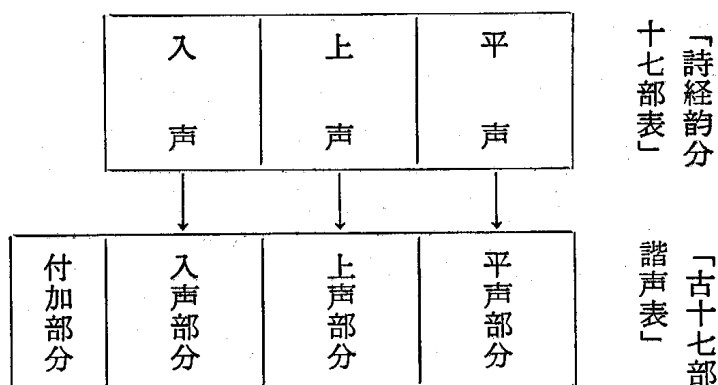 「詩経韵分
十七部表」
平声
上声
入声
「古十七部
諧声表」
平声部分
上声部分
入声部分
付加部分